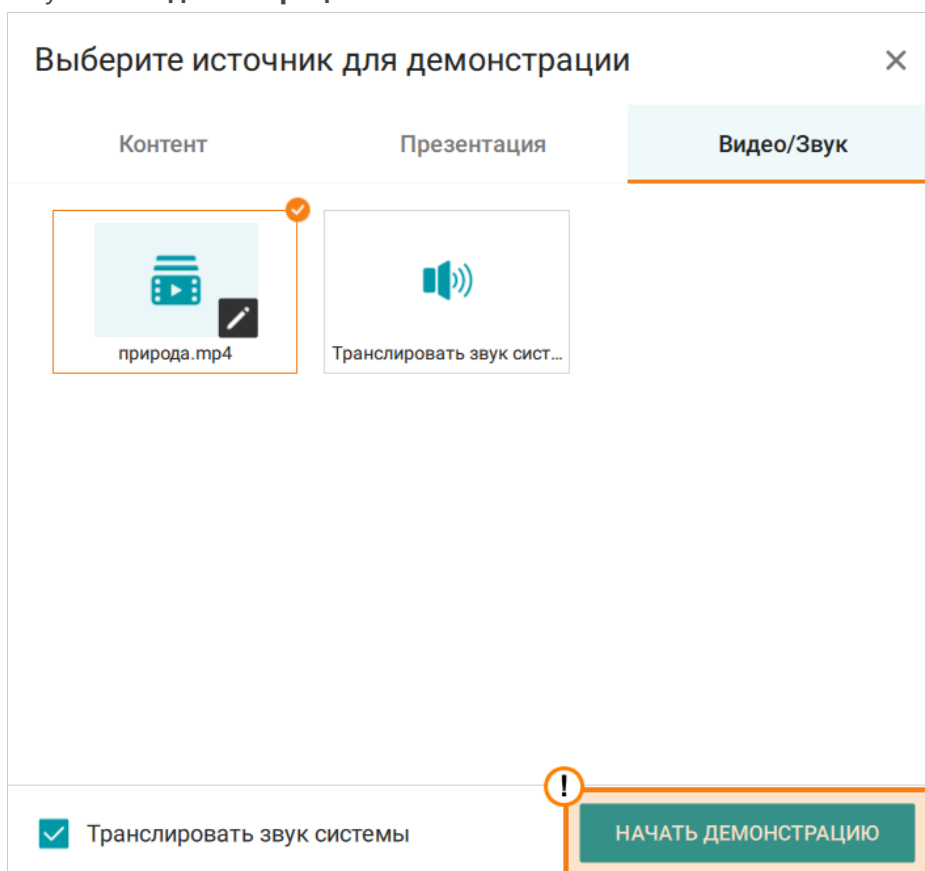 Выберите источник для демонстрации
Контент Презентация Видео/Звук
природа.mp4 Транслировать звук сист...
!
Транслировать звук системы НАЧАТЬ ДЕМОНСТРАЦИЮ